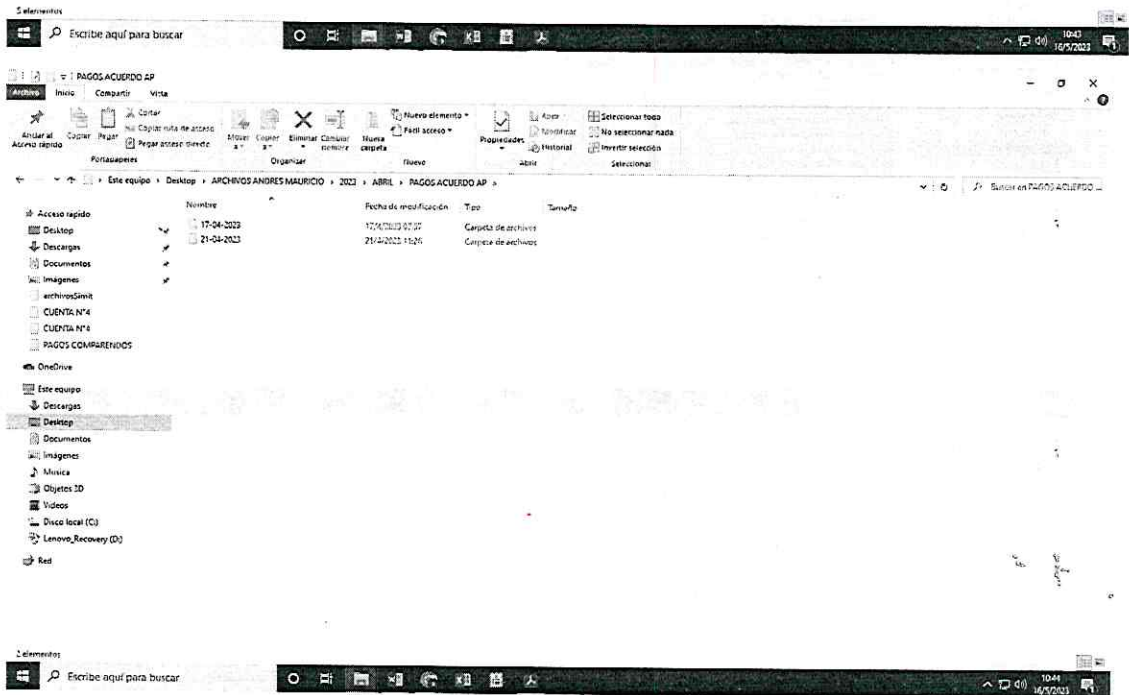 5 elementos
Escribe aquí para buscar
10:43
16/5/2023
PAGOS ACUERDO AP
Archivo Inicio Compartir Vista
Anclar al Acceso rápido
Copiar
Pegar
Cortar
Copiar ruta de acceso
Pegar acceso directo
Mover a
Copiar a
Eliminar
Cambiar nombre
Nueva carpeta
Nuevo elemento
Fácil acceso
Propiedades
Abrir
Modificar
Historial
Seleccionar todo
No seleccionar nada
Invertir selección
Portapapeles Organizar Nuevo Abrir Seleccionar
Este equipo > Desktop > ARCHIVOS ANDRES MAURICIO > 2023 > ABRIL > PAGOS ACUERDO AP >
Buscar en PAGOS ACUERDO ...
Nombre Fecha de modificación Tipo Tamaño
17-04-2023 Carpeta de archivos
21-04-2023 21/4/2023 11:26 Carpeta de archivos
Acceso rápido
Desktop
Descargas
Documentos
Imágenes
archivosSimit
CUENTA N°4
CUENTA N°4
PAGOS COMPARENDOS
OneDrive
Este equipo
Descargas
Desktop
Documentos
Imágenes
Música
Objetos 3D
Videos
Disco local (C:)
Lenovo_Recovery (D:)
Red
2 elementos
Escribe aquí para buscar
10:44
16/5/2023